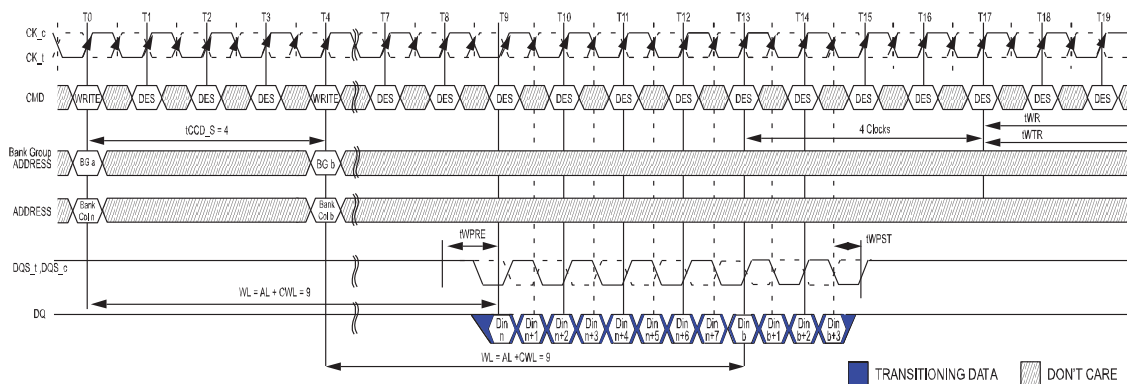 T0 T1 T2 T3 T4 T7 T8 T9 T10 T11 T12 T13 T14 T15 T16 T17 T18 T19
CK_c
CK_t
CMD WRITE DES DES DES WRITE DES DES DES DES DES DES DES DES DES DES DES DES DES
tWR
tCCD_S = 4
4 Clocks
tWTR
Bank Group
ADDRESS BG a BG b
ADDRESS Bank Col n Bank Col b
tWPRE tWPST
DQS_t ,DQS_c
WL = AL + CWL = 9
DQ Din n Din n+1 Din n+2 Din n+3 Din n+4 Din n+5 Din n+6 Din n+7 Din b Din b+1 Din b+2 Din b+3
WL = AL +CWL = 9
TRANSITIONING DATA DON'T CARE